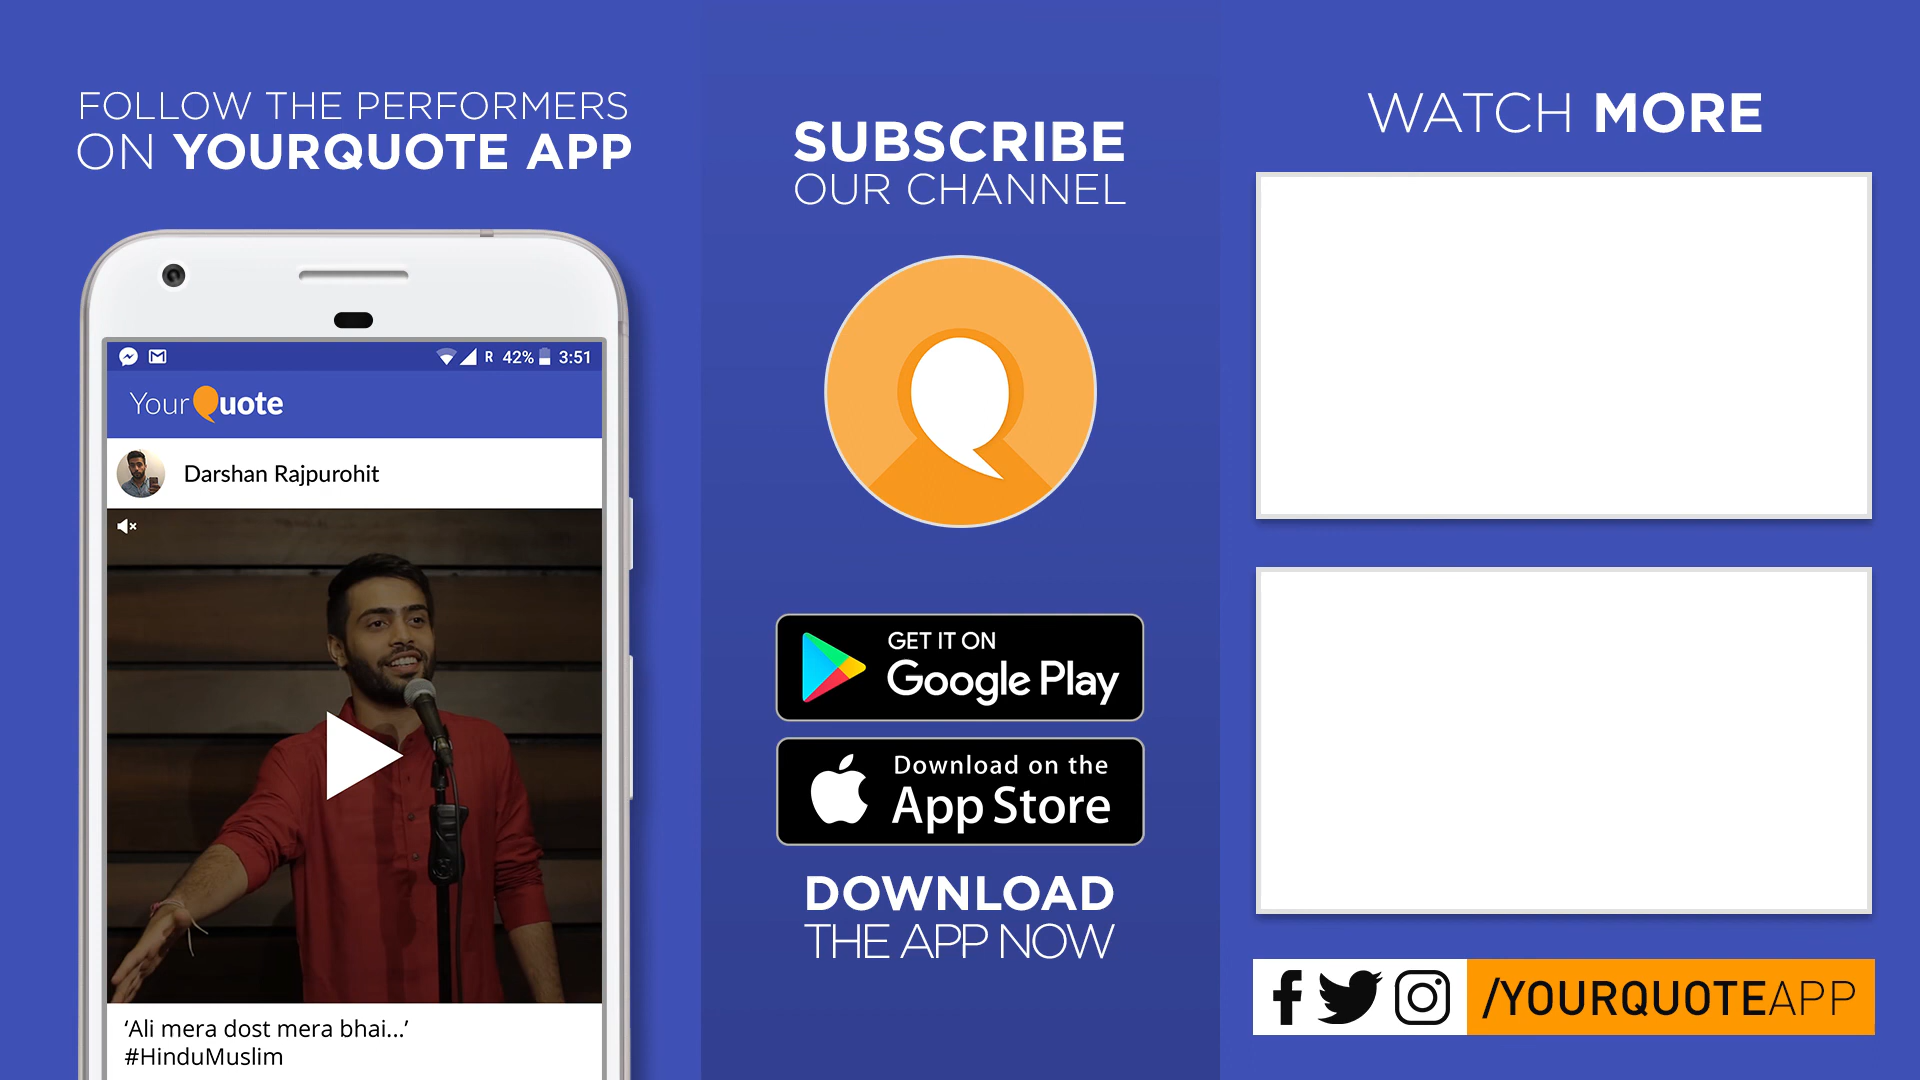 FOLLOW THE PERFORMERS
ON YOURQUOTE APP
R 42% 3:51
YourQuote
Darshan Rajpurohit
‘Ali mera dost mera bhai...’
#HinduMuslim
SUBSCRIBE
OUR CHANNEL
GET IT ON
Google Play
Download on the
App Store
DOWNLOAD
THE APP NOW
WATCH MORE
/YOURQUOTEAPP